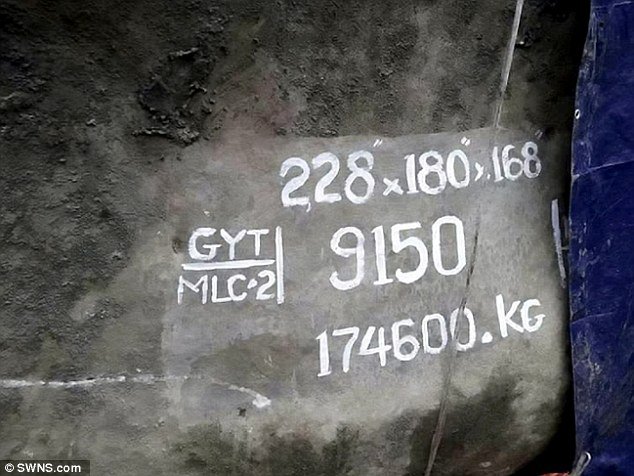 228" x 180" x 168"
GYT
MLC-2
9150
174600.KG
© SWNS.com